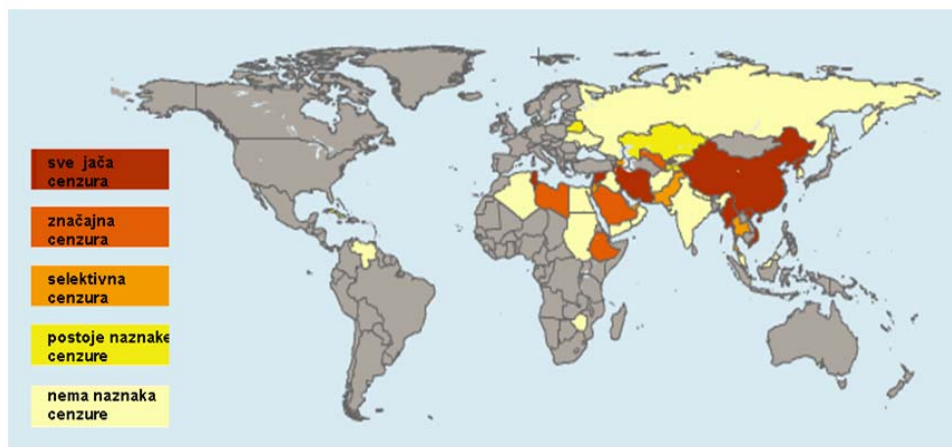 sve jača
cenzura
značajna
cenzura
selektivna
cenzura
postoje naznake
cenzure
nema naznaka
cenzure